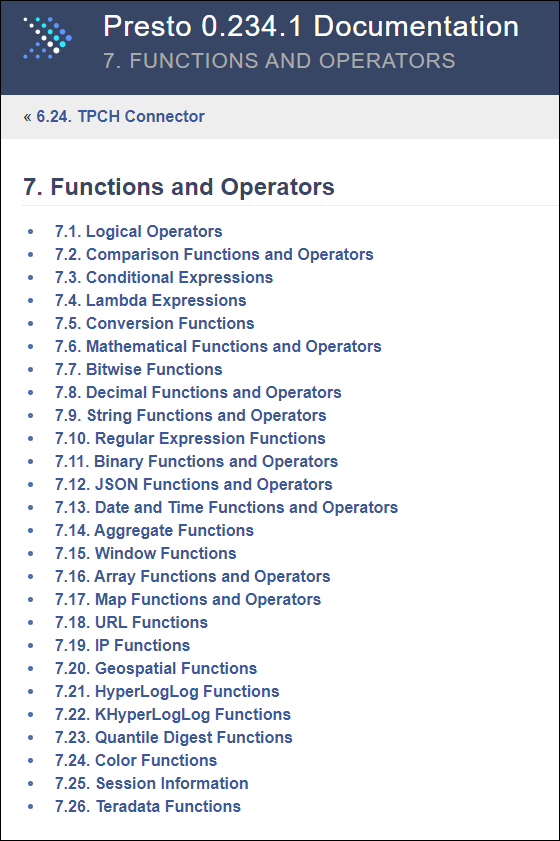 Presto 0.234.1 Documentation
7. FUNCTIONS AND OPERATORS
« 6.24. TPCH Connector
7. Functions and Operators
• 7.1. Logical Operators
• 7.2. Comparison Functions and Operators
• 7.3. Conditional Expressions
• 7.4. Lambda Expressions
• 7.5. Conversion Functions
• 7.6. Mathematical Functions and Operators
• 7.7. Bitwise Functions
• 7.8. Decimal Functions and Operators
• 7.9. String Functions and Operators
• 7.10. Regular Expression Functions
• 7.11. Binary Functions and Operators
• 7.12. JSON Functions and Operators
• 7.13. Date and Time Functions and Operators
• 7.14. Aggregate Functions
• 7.15. Window Functions
• 7.16. Array Functions and Operators
• 7.17. Map Functions and Operators
• 7.18. URL Functions
• 7.19. IP Functions
• 7.20. Geospatial Functions
• 7.21. HyperLogLog Functions
• 7.22. KHyperLogLog Functions
• 7.23. Quantile Digest Functions
• 7.24. Color Functions
• 7.25. Session Information
• 7.26. Teradata Functions